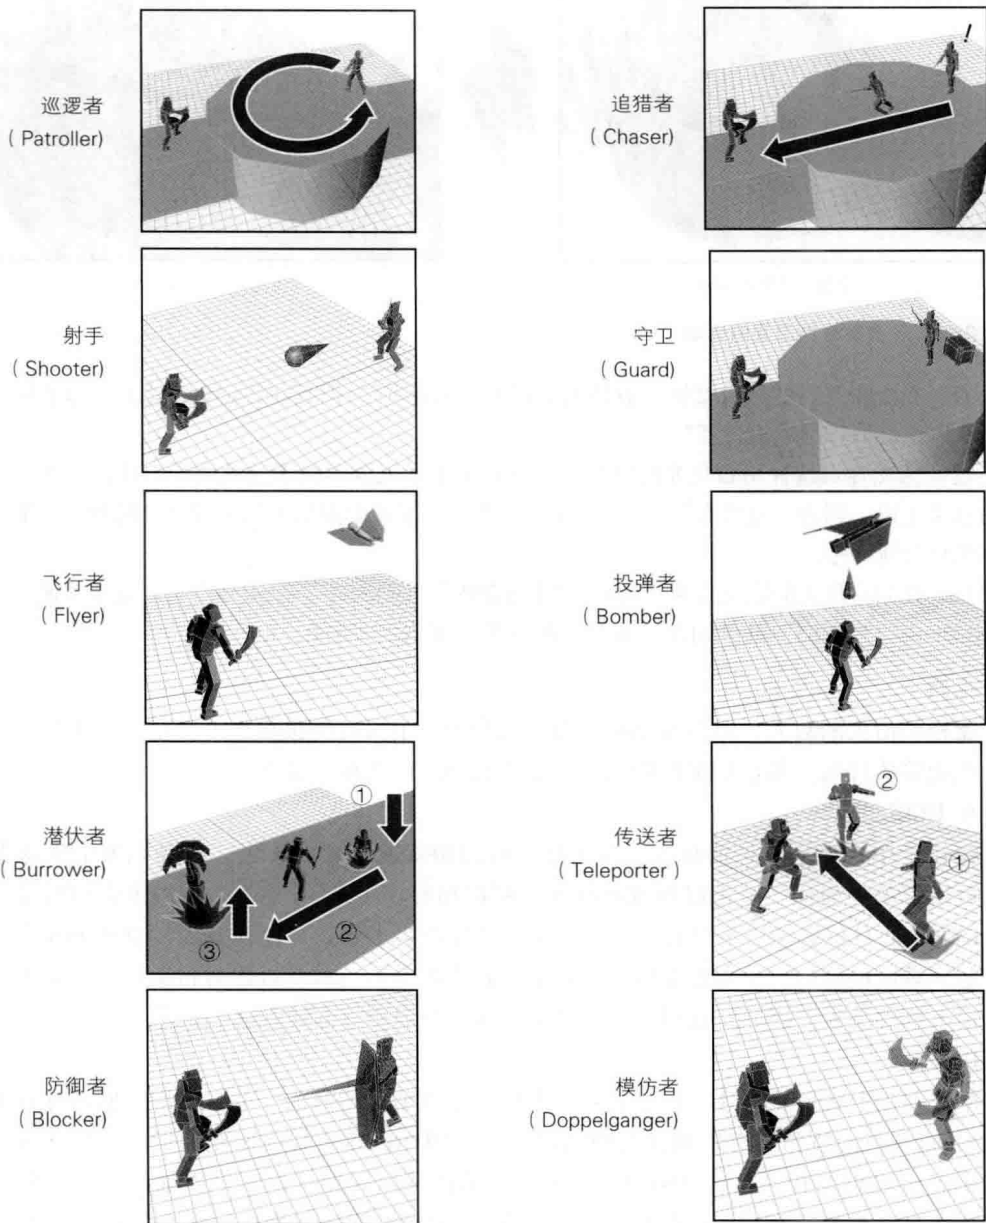 巡逻者
( Patroller)
追猎者
( Chaser)
!
射手
( Shooter)
守卫
( Guard)
飞行者
( Flyer)
投弹者
( Bomber)
潜伏者
( Burrower)
①
②
③
传送者
( Teleporter )
②
①
防御者
( Blocker)
模仿者
( Doppelganger)